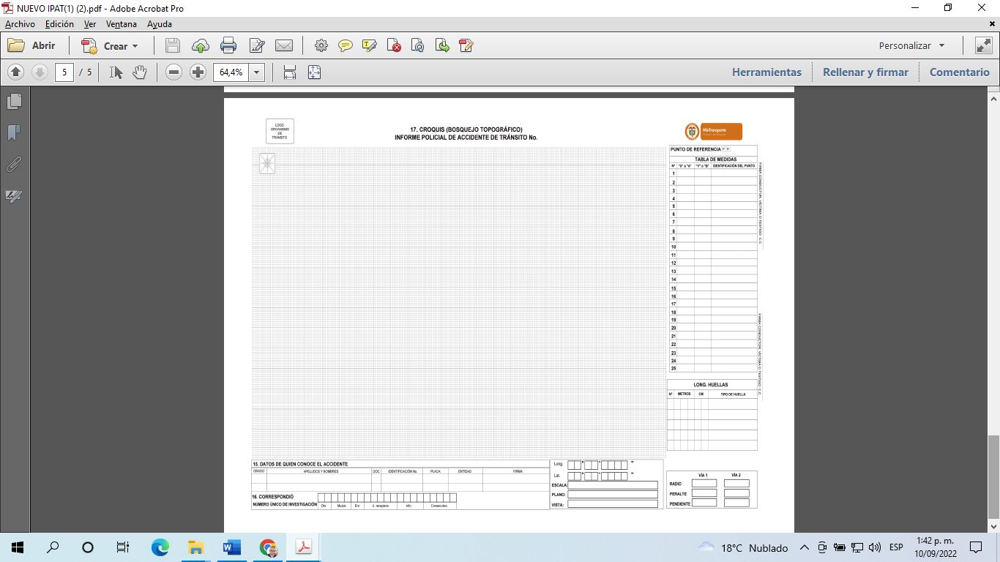 NUEVO IPAT(1) (2).pdf - Adobe Acrobat Pro
Archivo Edición Ver Ventana Ayuda
Abrir Crear Personalizar
5 / 5 64,4% Herramientas Rellenar y firmar Comentario
LOGO
ORGANISMO
DE
TRÁNSITO
17. CROQUIS (BOSQUEJO TOPOGRÁFICO)
INFORME POLICIAL DE ACCIDENTE DE TRÁNSITO No.
MinTransporte
PUNTO DE REFERENCIA P R
TABLA DE MEDIDAS
Nº "X" ó "A" "Y" ó "B" IDENTIFICACIÓN DEL PUNTO
1
2
3
4
5
6
7
8
9
10
11
12
13
14
15
16
17
18
19
20
21
22
23
24
25
FIRMA CONDUCTOR, VÍCTIMA O TESTIGO C.C.
FIRMA CONDUCTOR, VÍCTIMA O TESTIGO C.C.
LONG. HUELLAS
Nº METROS CM TIPO DE HUELLA
15. DATOS DE QUIEN CONOCE EL ACCIDENTE
GRADO APELLIDOS Y NOMBRES DOC IDENTIFICACIÓN No. PLACA ENTIDAD FIRMA
16. CORRESPONDIÓ
NÚMERO ÚNICO DE INVESTIGACIÓN
Dto Mu/pio Ent U. receptora Año Consecutivo
Long. º ' "
Lat. º ' "
ESCALA:
PLANO:
VISTA:
VÍA 1 VÍA 2
RADIO
PERALTE
PENDIENTE
18°C Nublado ESP 1:42 p. m.
10/09/2022